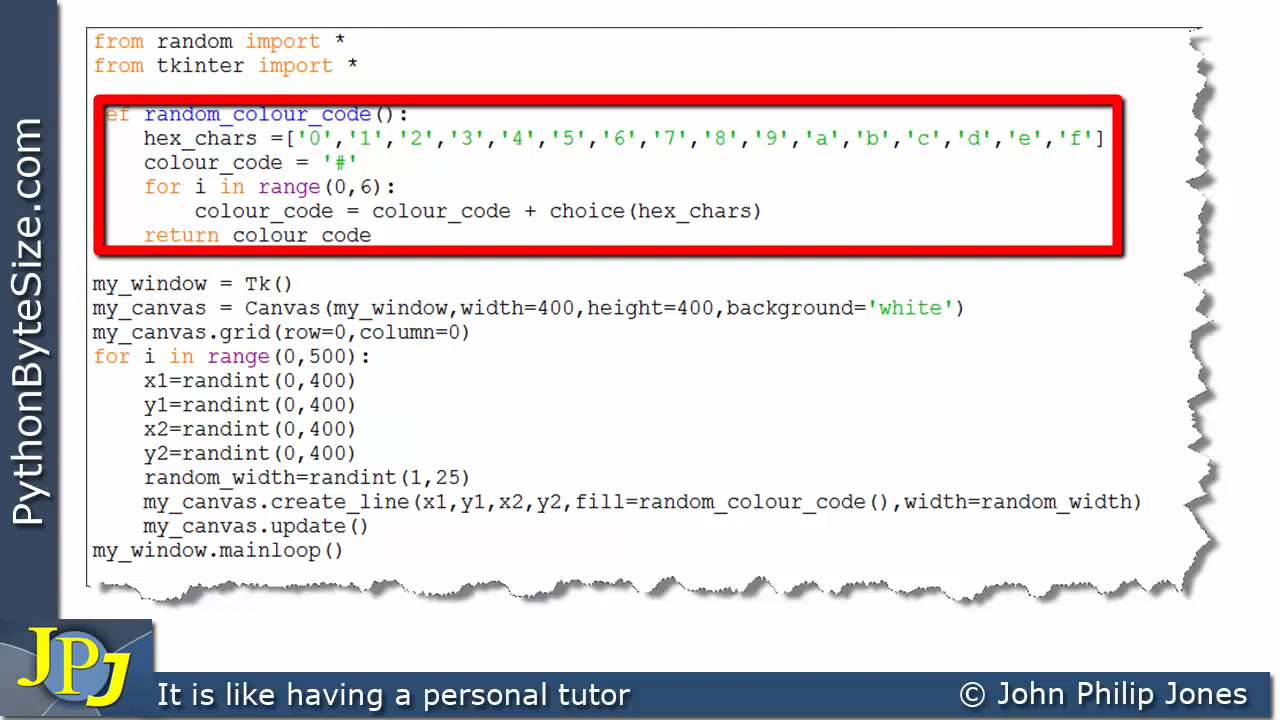 from random import *
from tkinter import *
ef random_colour_code():
hex_chars =['0','1','2','3','4','5','6','7','8','9','a','b','c','d','e','f']
colour_code = '#'
for i in range(0,6):
colour_code = colour_code + choice(hex_chars)
return colour code
my_window = Tk()
my_canvas = Canvas(my_window,width=400,height=400,background='white')
my_canvas.grid(row=0,column=0)
for i in range(0,500):
x1=randint(0,400)
y1=randint(0,400)
x2=randint(0,400)
y2=randint(0,400)
random_width=randint(1,25)
my_canvas.create_line(x1,y1,x2,y2,fill=random_colour_code(),width=random_width)
my_canvas.update()
my_window.mainloop()
PythonByteSize.com
JPJ
It is like having a personal tutor
© John Philip Jones